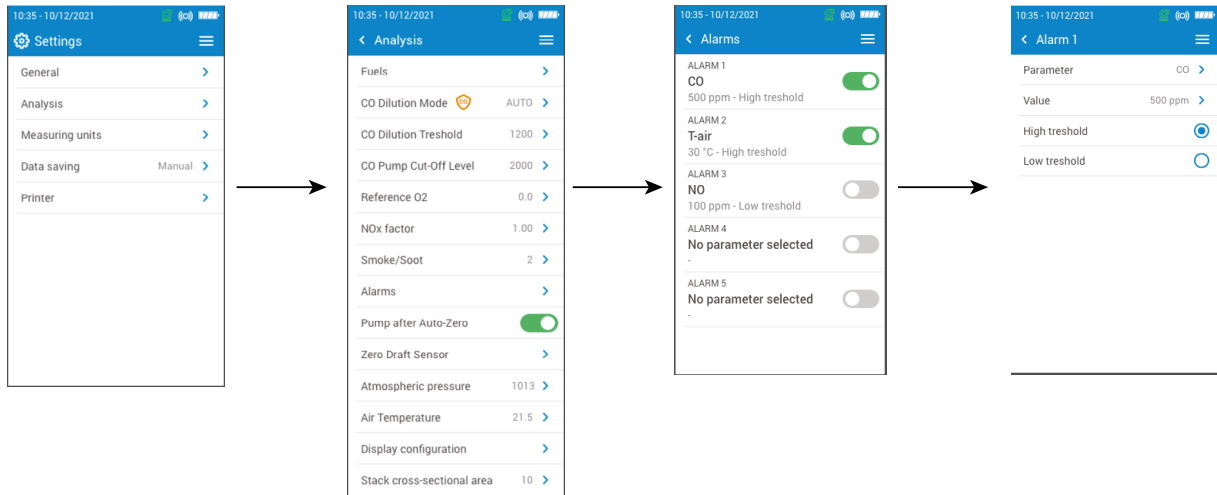 10:35 - 10/12/2021
Settings
General
Analysis
Measuring units
Data saving Manual
Printer
10:35 - 10/12/2021
Analysis
Fuels
CO Dilution Mode CO AUTO
CO Dilution Treshold 1200
CO Pump Cut-Off Level 2000
Reference O2 0.0
NOx factor 1.00
Smoke/Soot 2
Alarms
Pump after Auto-Zero
Zero Draft Sensor
Atmospheric pressure 1013
Air Temperature 21.5
Display configuration
Stack cross-sectional area 10
10:35 - 10/12/2021
Alarms
ALARM 1
CO
500 ppm - High treshold
ALARM 2
T-air
30 °C - High treshold
ALARM 3
NO
100 ppm - Low treshold
ALARM 4
No parameter selected
-
ALARM 5
No parameter selected
-
10:35 - 10/12/2021
Alarm 1
Parameter CO
Value 500 ppm
High treshold
Low treshold